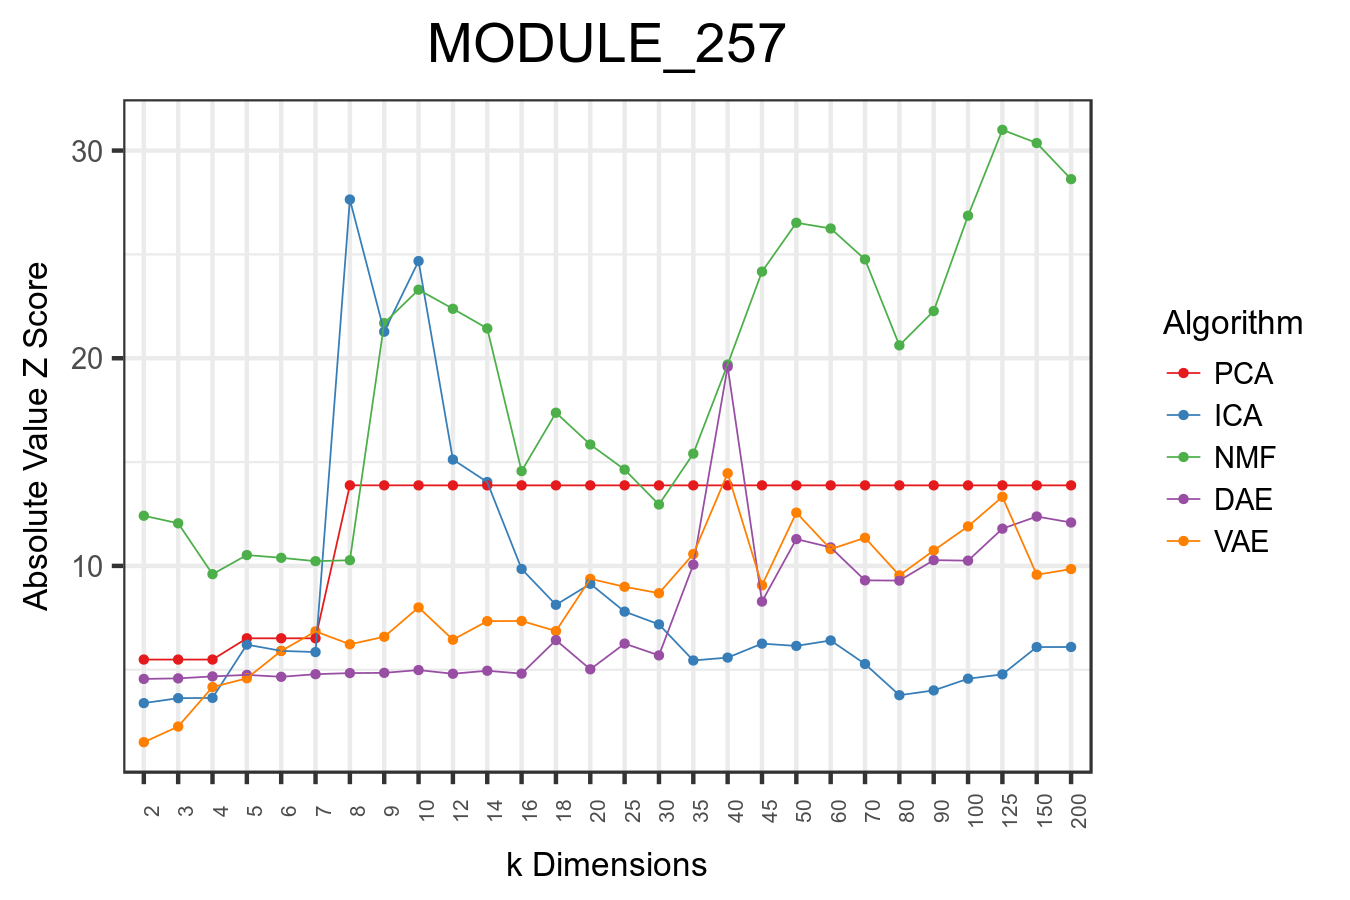 MODULE_257
Absolute Value Z Score
30
20
10
2 3 4 5 6 7 8 9 10 12 14 16 18 20 25 30 35 40 45 50 60 70 80 90 100 125 150 200
k Dimensions
Algorithm
PCA
ICA
NMF
DAE
VAE